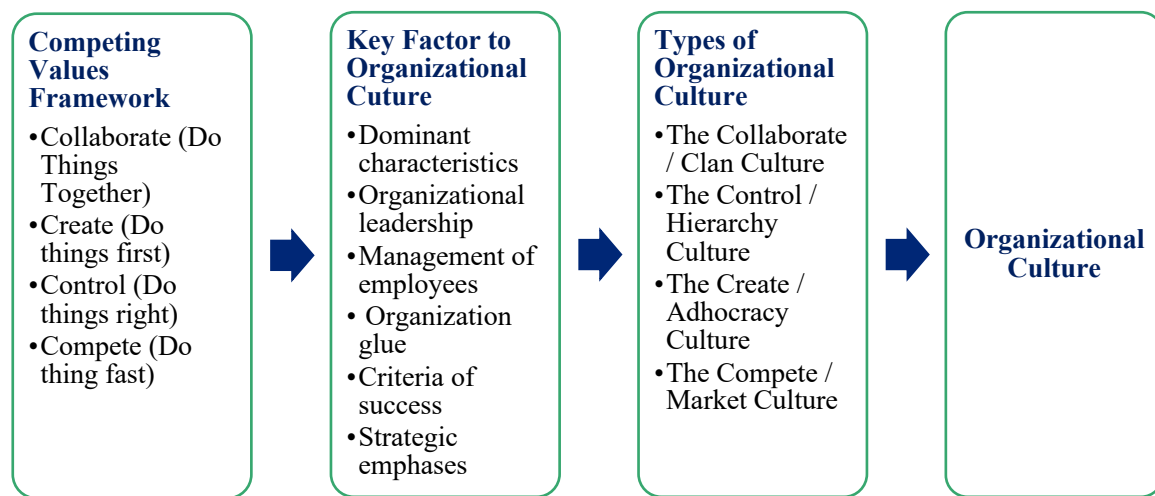 Competing
Values
Framework
•Collaborate (Do
Things
Together)
•Create (Do
things first)
•Control (Do
things right)
•Compete (Do
thing fast)
Key Factor to
Organizational
Cuture
•Dominant
characteristics
•Organizational
leadership
•Management of
employees
• Organization
glue
•Criteria of
success
•Strategic
emphases
Types of
Organizational
Culture
•The Collaborate
/ Clan Culture
•The Control /
Hierarchy
Culture
•The Create /
Adhocracy
Culture
•The Compete /
Market Culture
Organizational
Culture